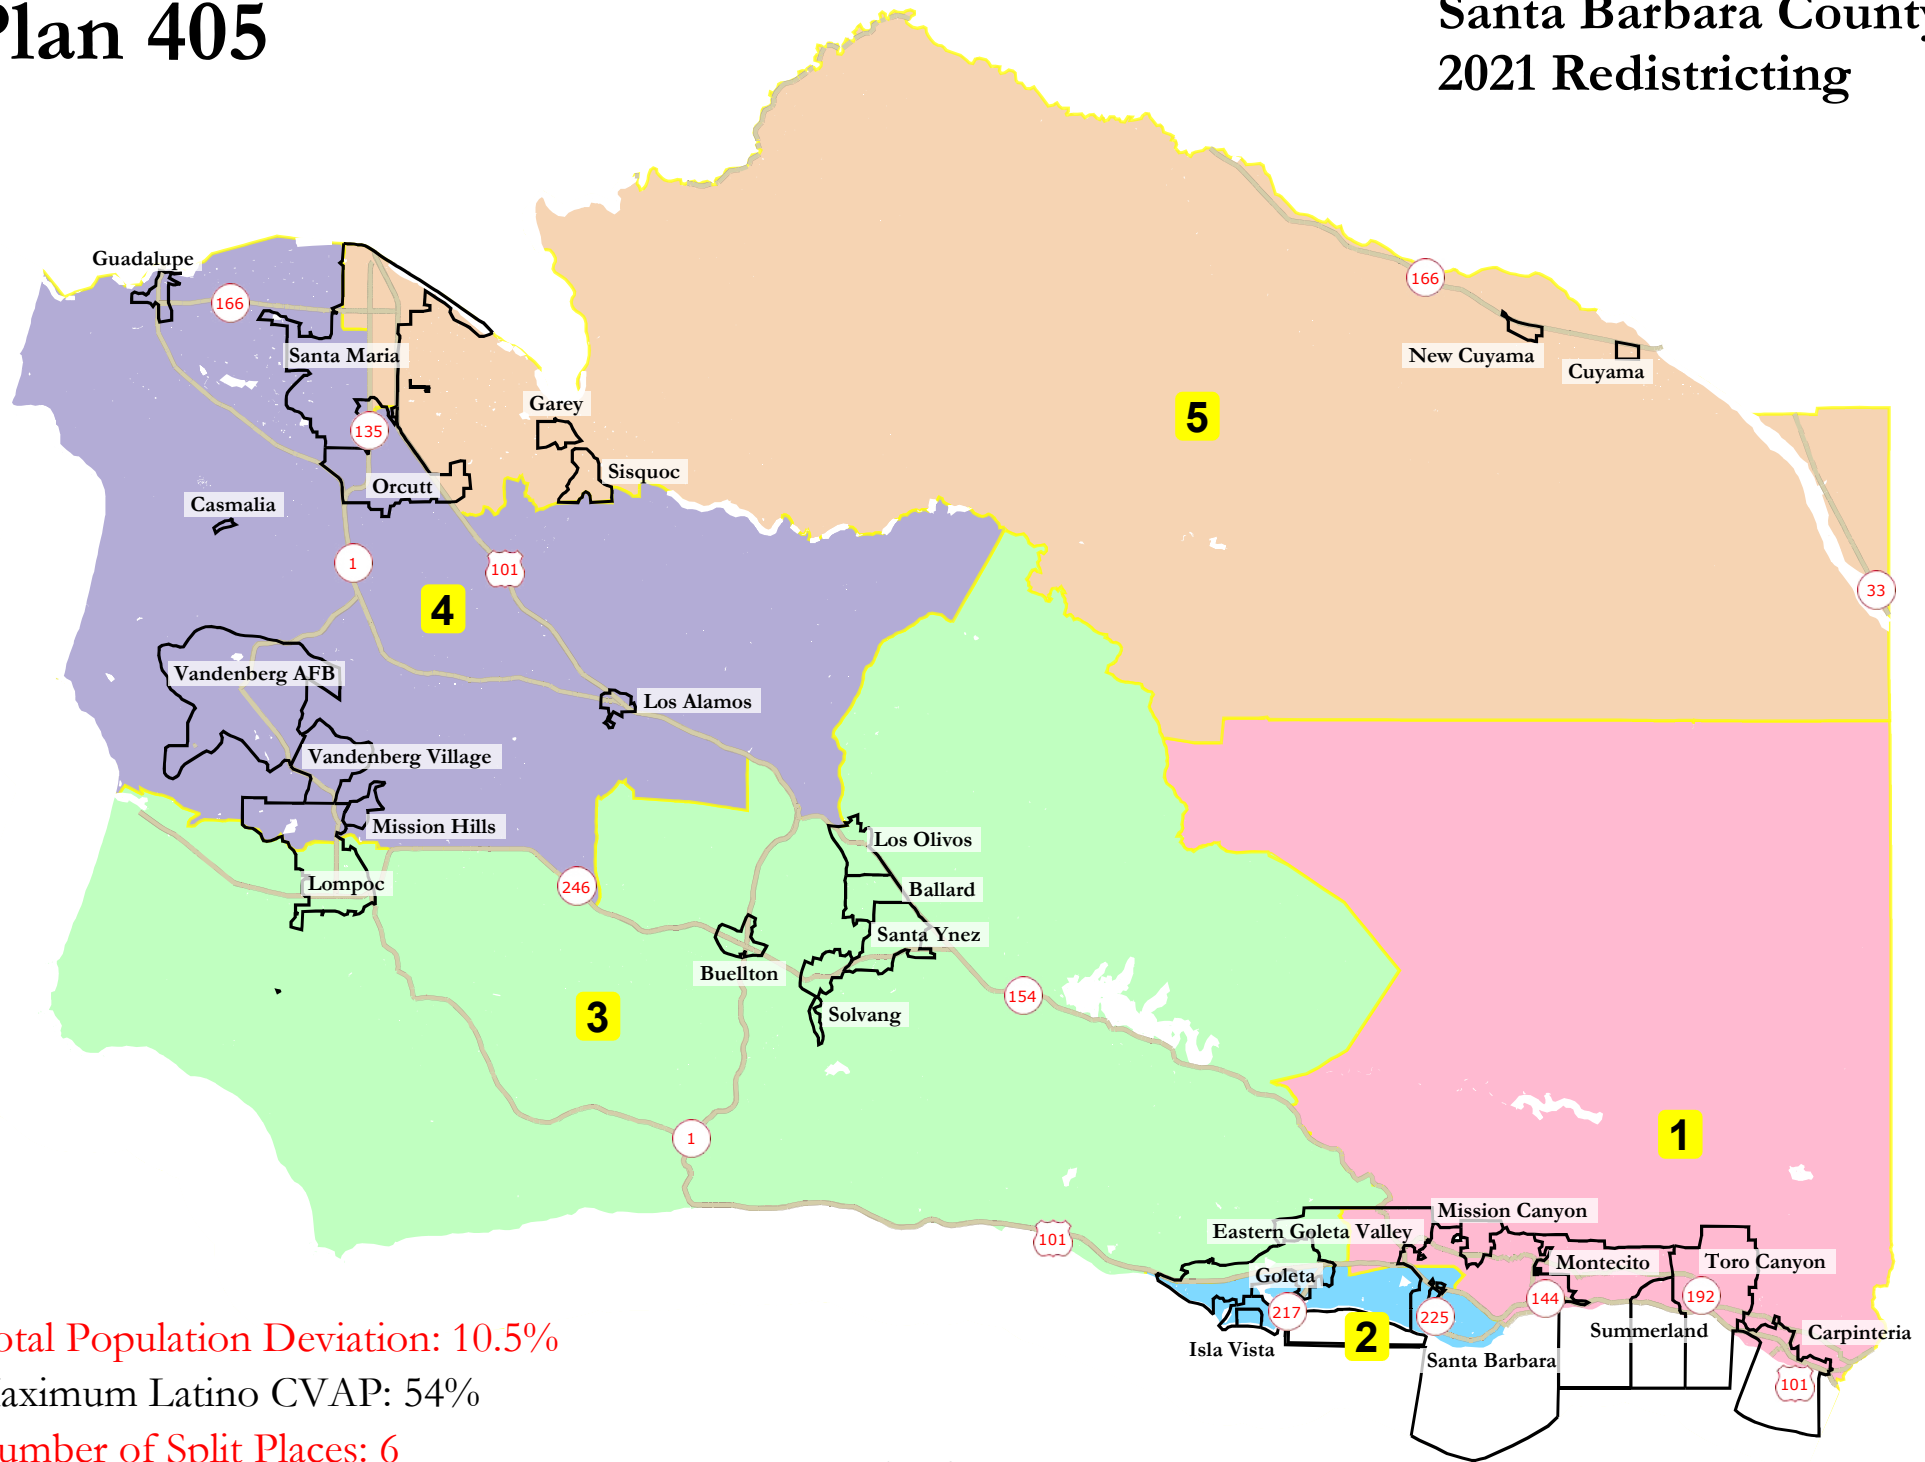 Plan 405
Santa Barbara County
2021 Redistricting
Guadalupe
166
166
Santa Maria
New Cuyama
Cuyama
Garey
5
135
Sisquoc
Orcutt
Casmalia
1
101
33
4
Vandenberg AFB
Los Alamos
Vandenberg Village
Mission Hills
Los Olivos
Lompoc
246
Ballard
Santa Ynez
Buellton
154
3
Solvang
1
1
Mission Canyon
Eastern Goleta Valley
101
Montecito
Toro Canyon
Goleta
144
192
217
225
2
Summerland
Carpinteria
Isla Vista
Santa Barbara
101
otal Population Deviation: 10.5%
aximum Latino CVAP: 54%
umber of Split Places: 6